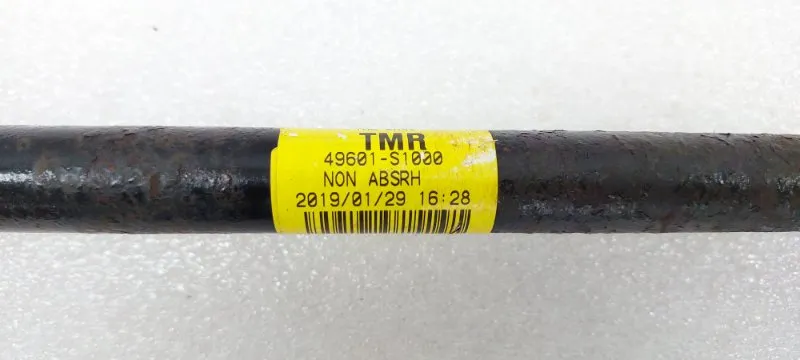 TMR
49601-S1000
NON ABSRH
2019/01/29 16:28